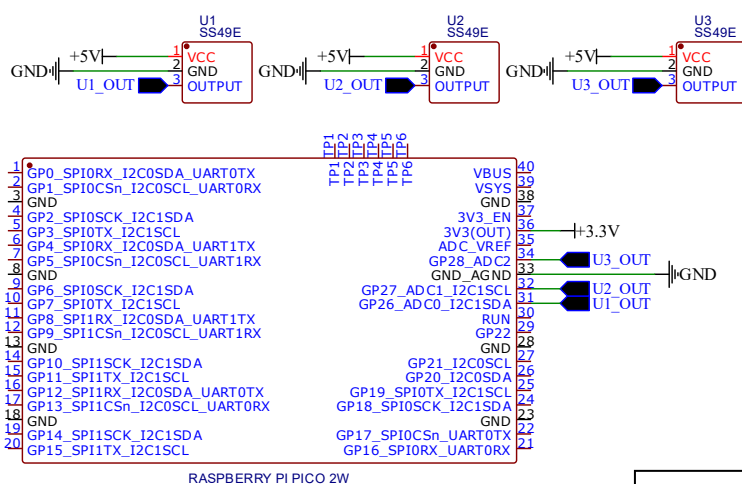 U1
SS49E
+5V
GND
U1_OUT
1 VCC
2 GND
3 OUTPUT
U2
SS49E
+5V
GND
U2_OUT
1 VCC
2 GND
3 OUTPUT
U3
SS49E
+5V
GND
U3_OUT
1 VCC
2 GND
3 OUTPUT
TP1 TP2 TP3 TP4 TP5 TP6
TP1 TP2 TP3 TP4 TP5 TP6
1 GP0_SPI0RX_I2C0SDA_UART0TX
2 GP1_SPI0CSn_I2C0SCL_UART0RX
3 GND
4 GP2_SPI0SCK_I2C1SDA
5 GP3_SPI0TX_I2C1SCL
6 GP4_SPI0RX_I2C0SDA_UART1TX
7 GP5_SPI0CSn_I2C0SCL_UART1RX
8 GND
9 GP6_SPI0SCK_I2C1SDA
10 GP7_SPI0TX_I2C1SCL
11 GP8_SPI1RX_I2C0SDA_UART1TX
12 GP9_SPI1CSn_I2C0SCL_UART1RX
13 GND
14 GP10_SPI1SCK_I2C1SDA
15 GP11_SPI1TX_I2C1SCL
16 GP12_SPI1RX_I2C0SDA_UART0TX
17 GP13_SPI1CSn_I2C0SCL_UART0RX
18 GND
19 GP14_SPI1SCK_I2C1SDA
20 GP15_SPI1TX_I2C1SCL
VBUS 40
VSYS 39
GND 38
3V3_EN 37
3V3(OUT) 36 +3.3V
ADC_VREF 35
GP28_ADC2 34 U3_OUT
GND_AGND 33 GND
GP27_ADC1_I2C1SCL 32 U2_OUT
GP26_ADC0_I2C1SDA 31 U1_OUT
RUN 30
GP22 29
GND 28
GP21_I2C0SCL 27
GP20_I2C0SDA 26
GP19_SPI0TX_I2C1SCL 25
GP18_SPI0SCK_I2C1SDA 24
GND 23
GP17_SPI0CSn_UART0TX 22
GP16_SPI0RX_UART0RX 21
RASPBERRY PI PICO 2W